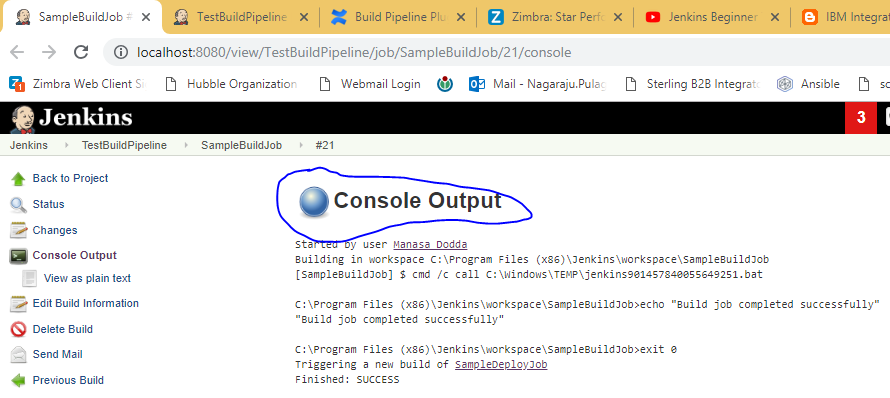 SampleBuildJob #
TestBuildPipeline
Build Pipeline Plu
Zimbra: Star Perfo
Jenkins Beginner
IBM Integrat
localhost:8080/view/TestBuildPipeline/job/SampleBuildJob/21/console
Zimbra Web Client Si
Hubble Organization
Webmail Login
Mail - Nagaraju.Pulag
Sterling B2B Integrat
Ansible
sc
Jenkins
3
Jenkins
TestBuildPipeline
SampleBuildJob
#21
Back to Project
Status
Changes
Console Output
View as plain text
Edit Build Information
Delete Build
Send Mail
Previous Build
Console Output
Started by user Manasa Dodda
Building in workspace C:\Program Files (x86)\Jenkins\workspace\SampleBuildJob
[SampleBuildJob] $ cmd /c call C:\Windows\TEMP\jenkins901457840055649251.bat
C:\Program Files (x86)\Jenkins\workspace\SampleBuildJob>echo "Build job completed successfully"
"Build job completed successfully"
C:\Program Files (x86)\Jenkins\workspace\SampleBuildJob>exit 0
Triggering a new build of SampleDeployJob
Finished: SUCCESS